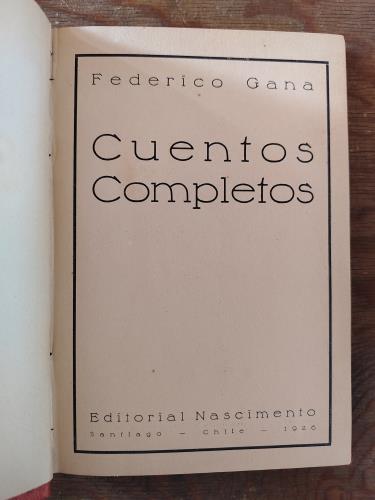 Federico Gana
Cuentos
Completos
Editorial Nascimento
Santiago — Chile — 1926